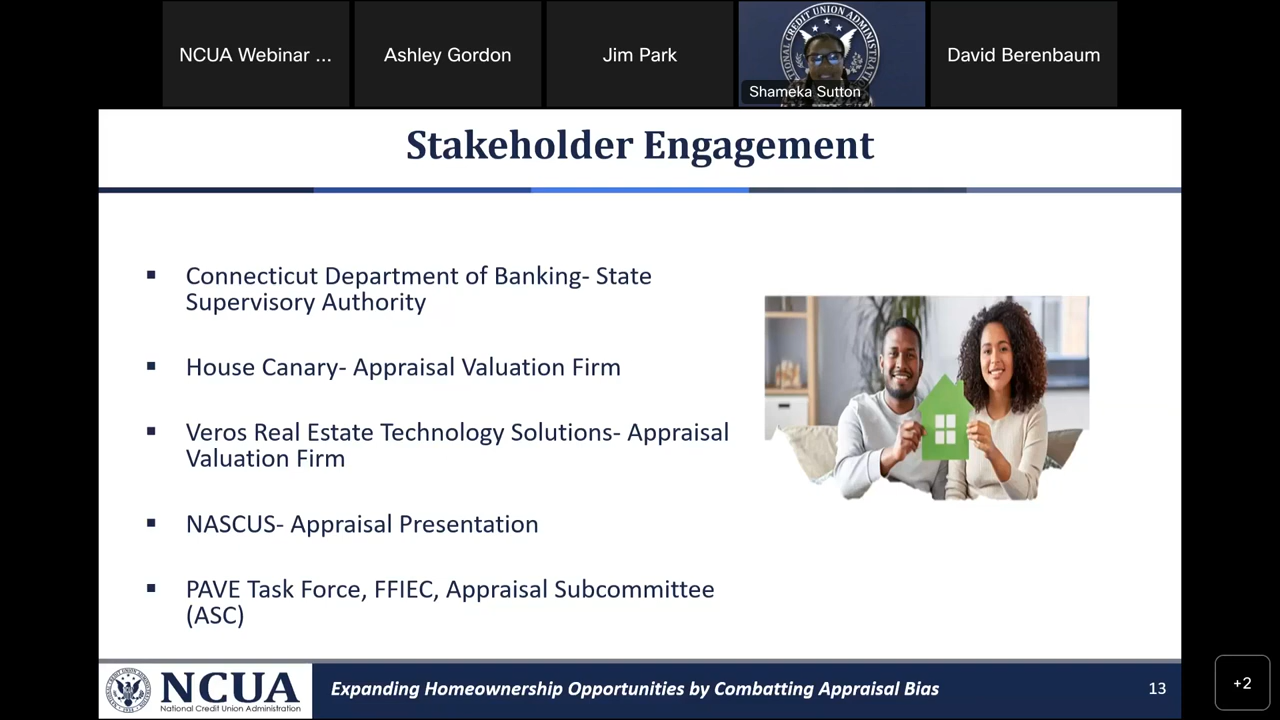 NCUA Webinar ...
Ashley Gordon
Jim Park
Shameka Sutton
David Berenbaum
Stakeholder Engagement
▪ Connecticut Department of Banking- State
Supervisory Authority
▪ House Canary- Appraisal Valuation Firm
▪ Veros Real Estate Technology Solutions- Appraisal
Valuation Firm
▪ NASCUS- Appraisal Presentation
▪ PAVE Task Force, FFIEC, Appraisal Subcommittee
(ASC)
NCUA
National Credit Union Administration
Expanding Homeownership Opportunities by Combatting Appraisal Bias
13
+2